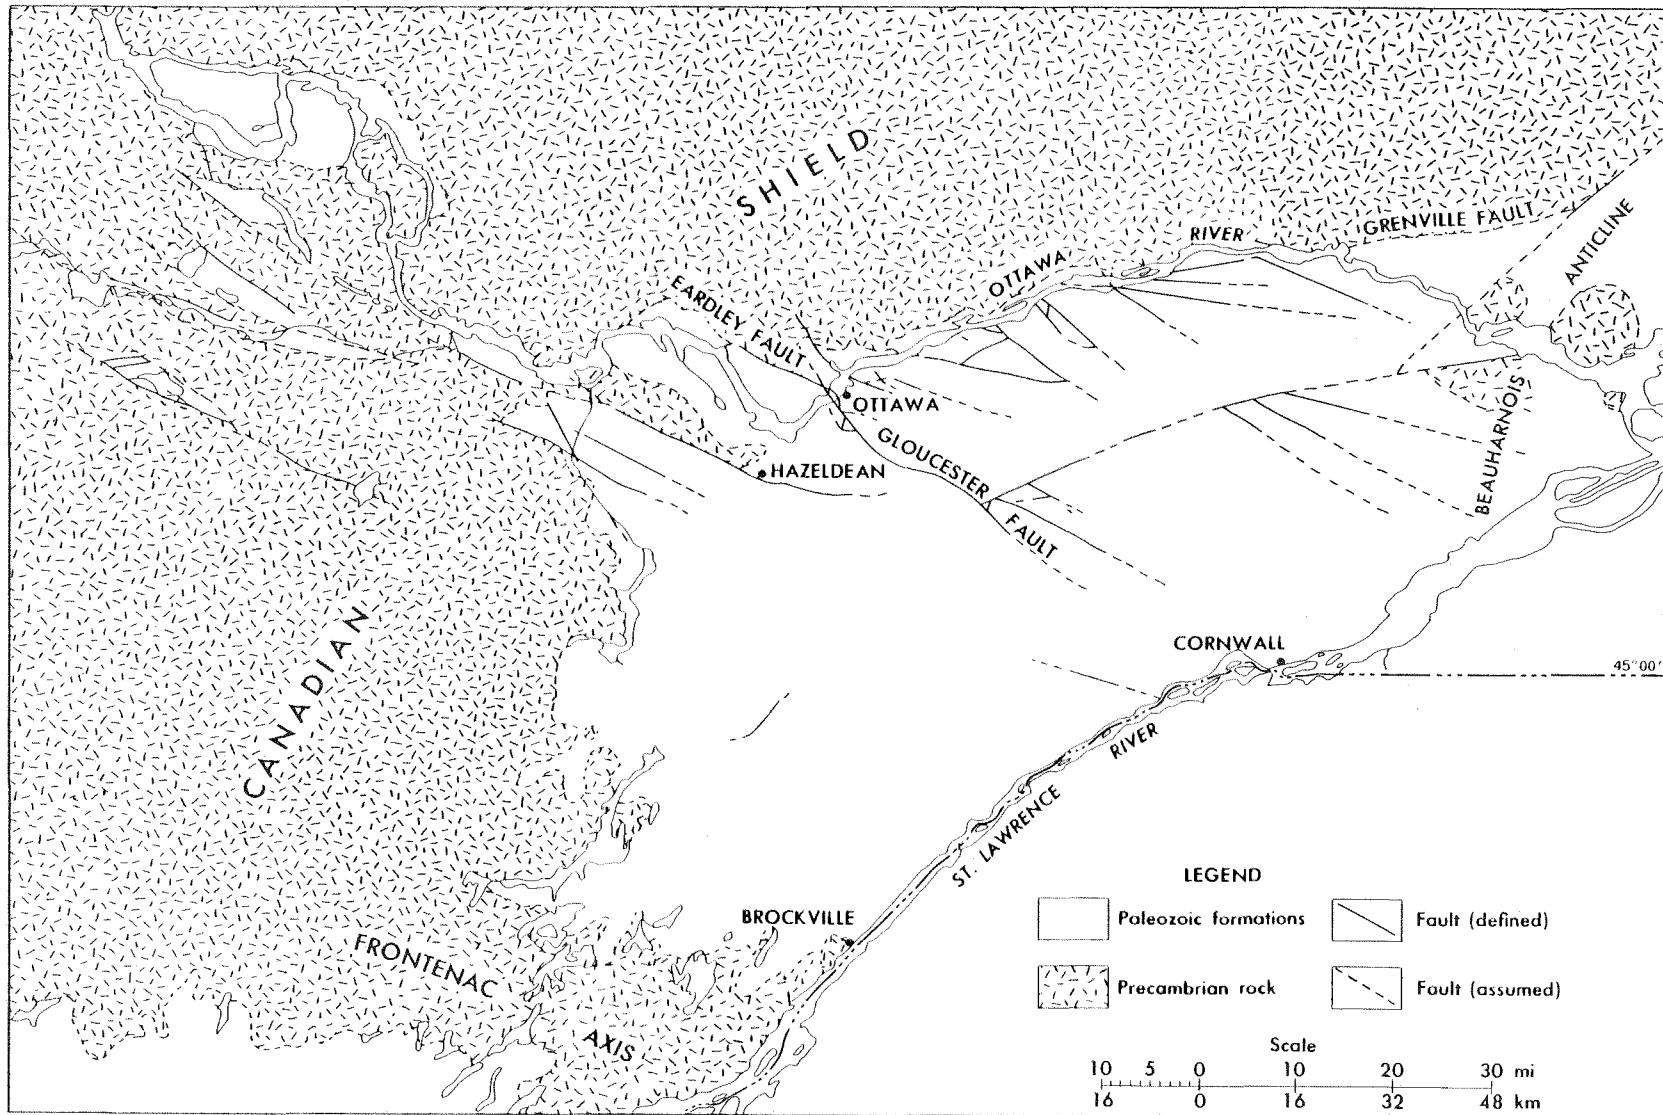 SHIELD
GRENVILLE FAULT
RIVER
OTTAWA
ANTICLINE
EARDLEY FAULT
OTTAWA
GLOUCESTER
FAULT
HAZELDEAN
BEAUHARNOIS
CANADIAN
CORNWALL
45°00'
RIVER
ST. LAWRENCE
BROCKVILLE
FRONTENAC
AXIS
LEGEND
Paleozoic formations
Fault (defined)
Precambrian rock
Fault (assumed)
Scale
10 5 0 10 20 30 mi
16 0 16 32 48 km